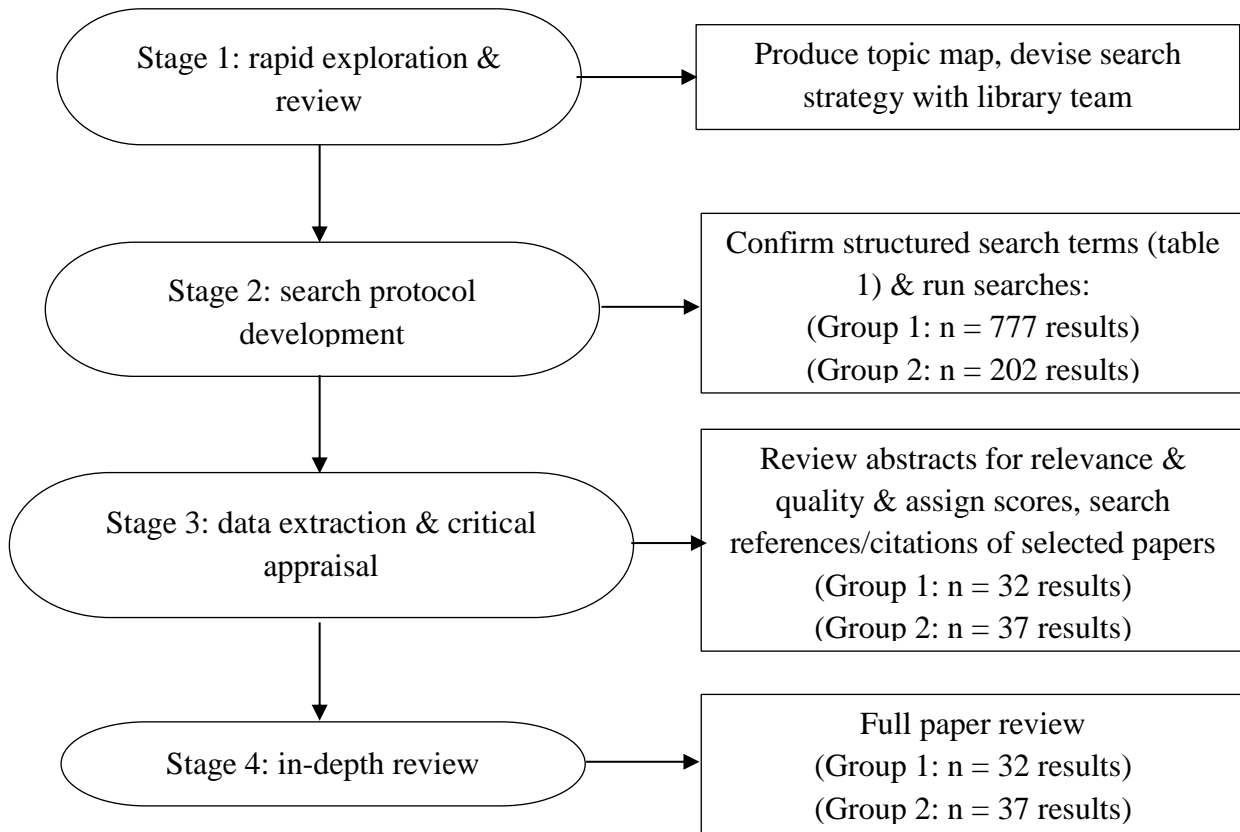 Stage 1: rapid exploration &
review
Produce topic map, devise search
strategy with library team
Stage 2: search protocol
development
Confirm structured search terms (table
1) & run searches:
(Group 1: n = 777 results)
(Group 2: n = 202 results)
Stage 3: data extraction & critical
appraisal
Review abstracts for relevance &
quality & assign scores, search
references/citations of selected papers
(Group 1: n = 32 results)
(Group 2: n = 37 results)
Stage 4: in-depth review
Full paper review
(Group 1: n = 32 results)
(Group 2: n = 37 results)